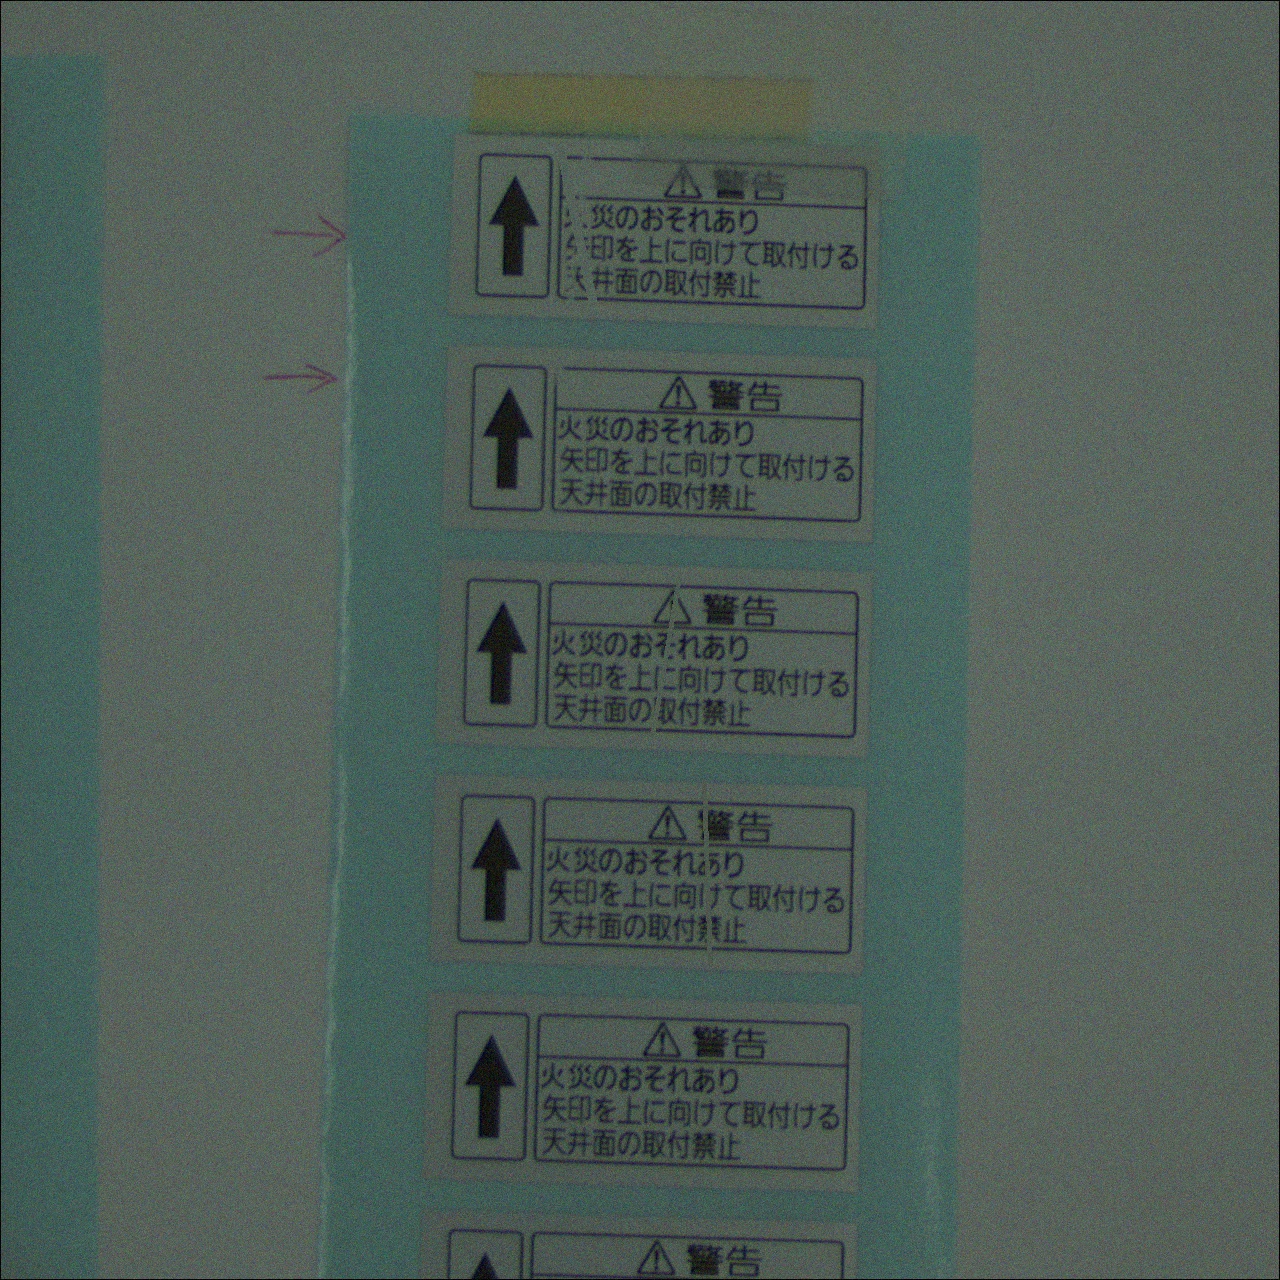 ⚠警告
災のおそれあり
印を上に向けて取付ける
天井面の取付禁止
⚠警告
火災のおそれあり
矢印を上に向けて取付ける
天井面の取付禁止
⚠警告
火災のおそれあり
矢印を上に向けて取付ける
天井面の取付禁止
⚠警告
火災のおそれあり
矢印を上に向けて取付ける
天井面の取付禁止
⚠警告
火災のおそれあり
矢印を上に向けて取付ける
天井面の取付禁止
⚠警告